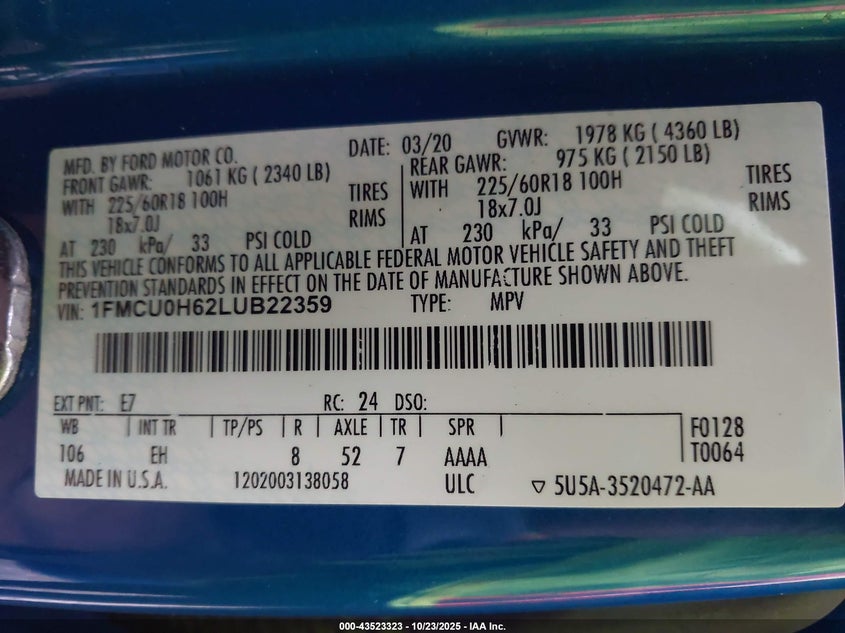 MFD. BY FORD MOTOR CO.
DATE: 03/20 GVWR: 1978 KG ( 4360 LB)
FRONT GAWR: 1061 KG ( 2340 LB)
REAR GAWR: 975 KG ( 2150 LB)
WITH 225/60R18 100H TIRES
WITH 225/60R18 100H TIRES
18x7.0J RIMS
18x7.0J RIMS
AT 230 kPa/ 33 PSI COLD
AT 230 kPa/ 33 PSI COLD
THIS VEHICLE CONFORMS TO ALL APPLICABLE FEDERAL MOTOR VEHICLE SAFETY AND THEFT
PREVENTION STANDARDS IN EFFECT ON THE DATE OF MANUFACTURE SHOWN ABOVE.
VIN: 1FMCU0H62LUB22359 TYPE: MPV
EXT PNT: E7 RC: 24 DSO:
WB | INT TR | TP/PS | R | AXLE | TR | SPR F0128
106 EH 8 52 7 AAAA T0064
MADE IN U.S.A. 1202003138058 ULC ▽ 5U5A-3520472-AA
000-43523323 | 10/23/2025 - IAA Inc.